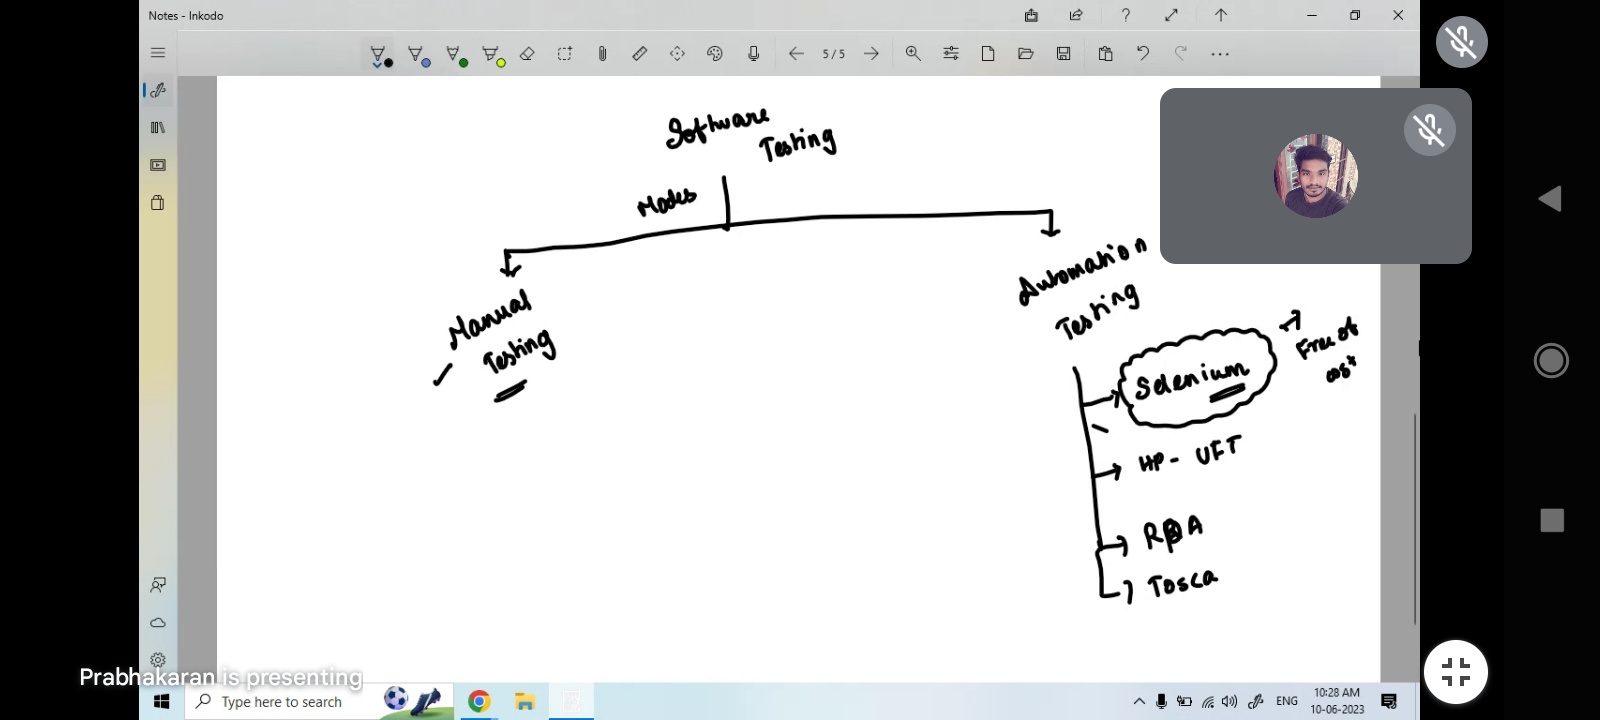 Notes - Inkodo
5 / 5
Software
Testing
Modes
Manual
Testing
Automation
Testing
Selenium
Free of
cost
HP - UFT
RPA
Tosca
Prabhakaran is presenting
Type here to search
ENG
10:28 AM
10-06-2023